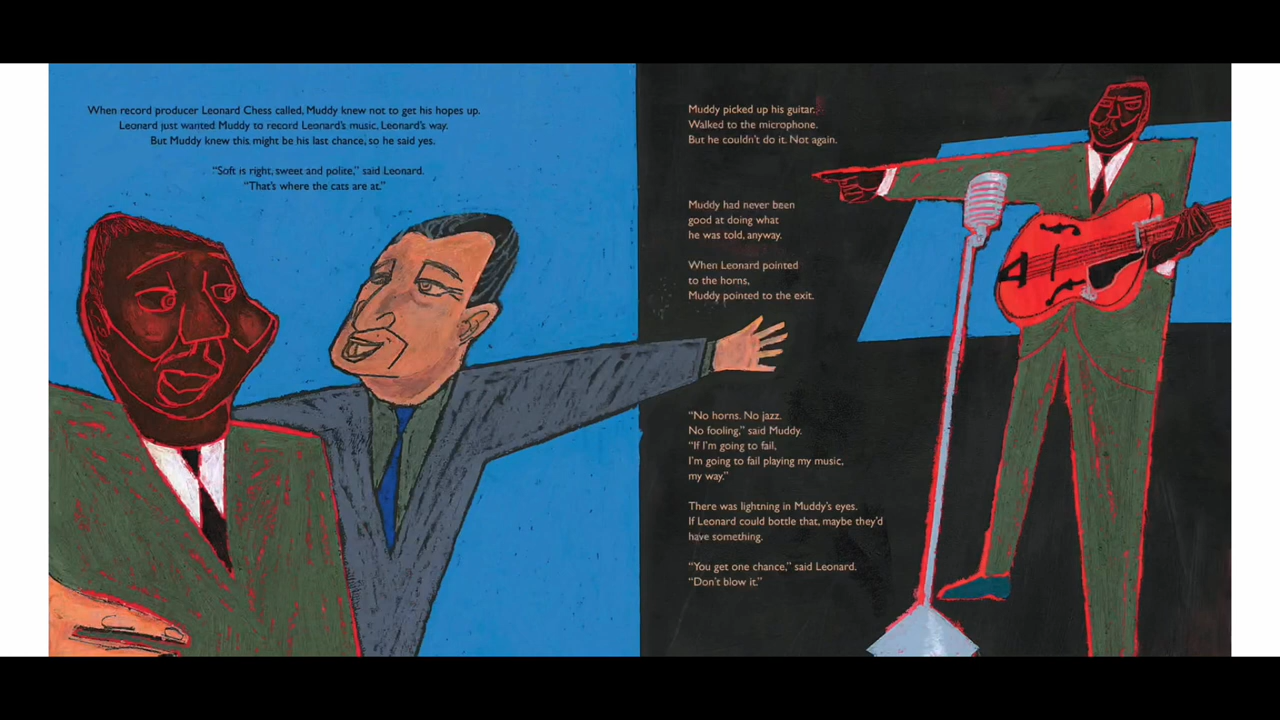 When record producer Leonard Chess called, Muddy knew not to get his hopes up.
Leonard just wanted Muddy to record Leonard's music, Leonard's way.
But Muddy knew this might be his last chance, so he said yes.
"Soft is right, sweet and polite," said Leonard.
"That's where the cats are at."
Muddy picked up his guitar.
Walked to the microphone.
But he couldn't do it. Not again.
Muddy had never been
good at doing what
he was told, anyway.
When Leonard pointed
to the horns,
Muddy pointed to the exit.
"No horns. No jazz.
No fooling," said Muddy.
"If I'm going to fail,
I'm going to fail playing my music,
my way."
There was lightning in Muddy's eyes.
If Leonard could bottle that, maybe they'd
have something.
"You get one chance," said Leonard.
"Don't blow it."